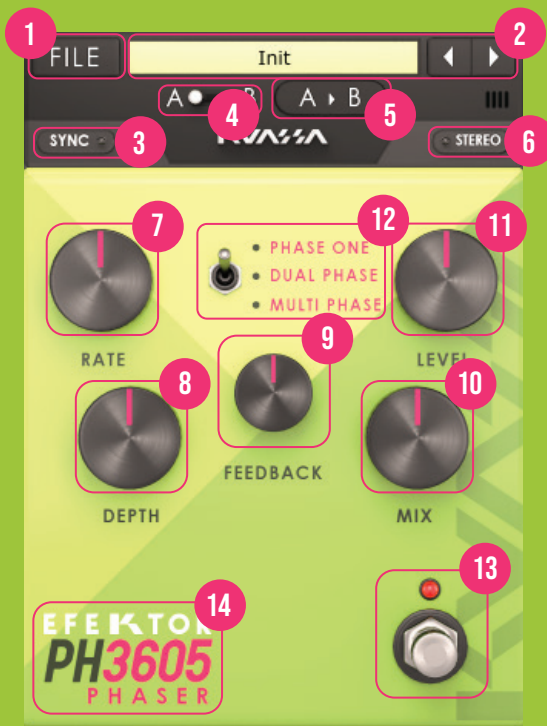 1
2
FILE
Init
A B
A ▸ B
4
5
SYNC
3
STEREO
6
7
12
11
PHASE ONE
DUAL PHASE
MULTI PHASE
RATE
LEVEL
8
9
10
FEEDBACK
DEPTH
MIX
13
14
EFEKTOR
PH3605
PHASER